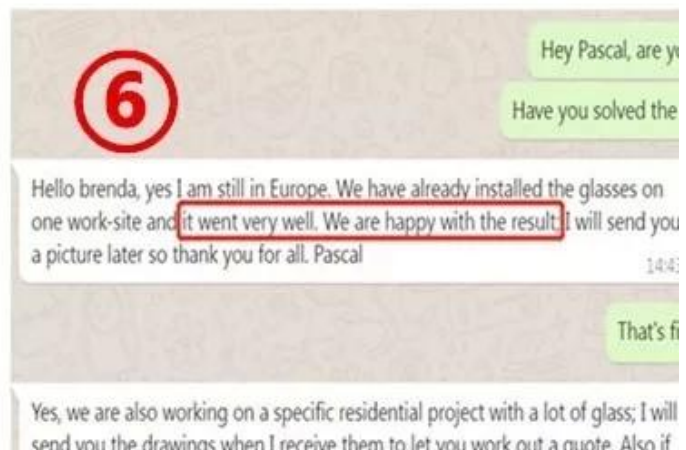 6
Hey Pascal, are
Have you solved the
Hello brenda, yes I am still in Europe. We have already installed the glasses on
one work-site and it went very well. We are happy with the result. I will send you
a picture later so thank you for all. Pascal
14:43
That's
Yes, we are also working on a specific residential project with a lot of glass; I will
send you the drawings when I receive them to let you work out a quote. Also if